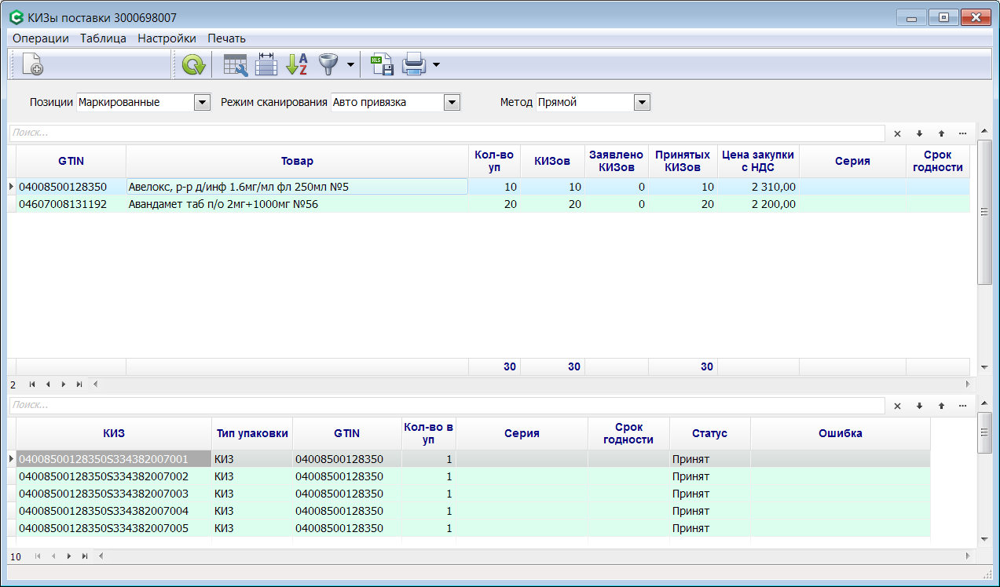 КИЗы поставки 3000698007
Операции Таблица Настройки Печать
Позиции Маркированные Режим сканирования Авто привязка Метод Прямой
Поиск...
GTIN Товар Кол-во уп КИЗов Заявлено КИЗов Принятых КИЗов Цена закупки с НДС Серия Срок годности
04008500128350 Авелокс, р-р д/инф 1.6мг/мл фл 250мл №5 10 10 0 10 2 310,00
04607008131192 Авандамет таб п/о 2мг+1000мг №56 20 20 0 20 2 200,00
30 30 30
2
Поиск...
КИЗ Тип упаковки GTIN Кол-во в уп Серия Срок годности Статус Ошибка
04008500128350S334382007001 КИЗ 04008500128350 1 Принят
04008500128350S334382007002 КИЗ 04008500128350 1 Принят
04008500128350S334382007003 КИЗ 04008500128350 1 Принят
04008500128350S334382007004 КИЗ 04008500128350 1 Принят
04008500128350S334382007005 КИЗ 04008500128350 1 Принят
10